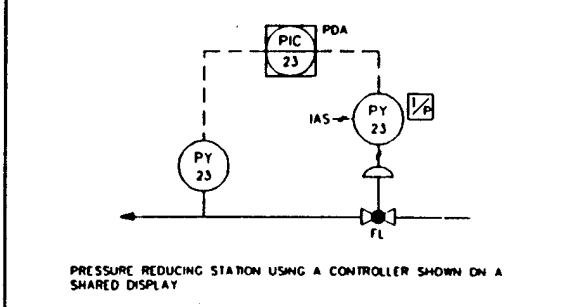 PDA
PIC
23
IAS
PY
23
I/P
PY
23
FL
PRESSURE REDUCING STATION USING A CONTROLLER SHOWN ON A
SHARED DISPLAY